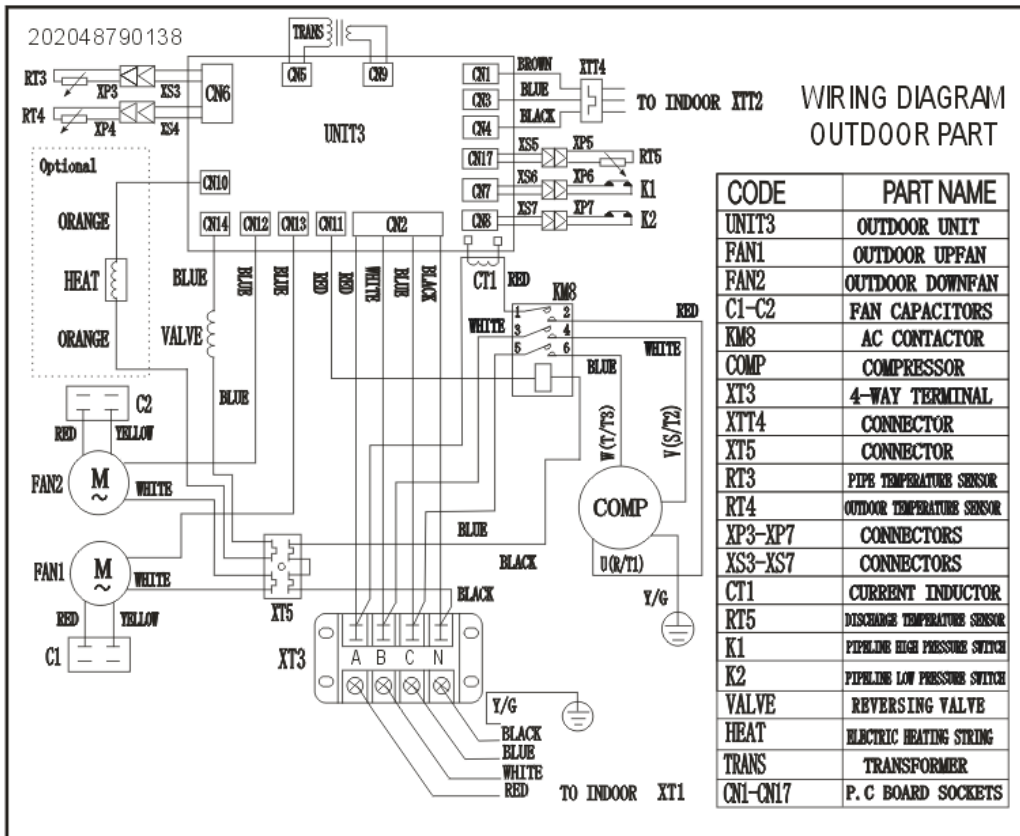 202048790138
TRANS
CN5
CN9
RT3
XP3
XS3
CN6
RT4
XP4
XS4
UNIT3
CN1
BROWN
XTT4
CN3
BLUE
TO INDOOR XTT2
CN4
BLACK
CN17
XS5
XP5
RT5
CN7
XS6
XP6
K1
CN8
XS7
XP7
K2
WIRING DIAGRAM
OUTDOOR PART
Optional
CN10
ORANGE
HEAT
ORANGE
CN14
CN12
CN13
CN11
CN2
BLUE
BLUE
BLUE
RED
RED
WHITE
BLUE
BLACK
CT1
RED
KM8
1
2
3
4
5
6
WHITE
RED
WHITE
BLUE
VALVE
BLUE
C2
RED
YELLOW
FAN2
M
~
WHITE
W(T/T3)
V(S/T2)
COMP
U(R/T1)
Y/G
BLUE
BLACK
BLACK
FAN1
M
~
WHITE
RED
YELLOW
C1
XT5
XT3
A B C N
Y/G
BLACK
BLUE
WHITE
RED
TO INDOOR XT1
CODE PART NAME
UNIT3 OUTDOOR UNIT
FAN1 OUTDOOR UPFAN
FAN2 OUTDOOR DOWNFAN
C1-C2 FAN CAPACITORS
KM8 AC CONTACTOR
COMP COMPRESSOR
XT3 4-WAY TERMINAL
XTT4 CONNECTOR
XT5 CONNECTOR
RT3 PIPE TEMPERATURE SENSOR
RT4 OUTDOOR TEMPERATURE SENSOR
XP3-XP7 CONNECTORS
XS3-XS7 CONNECTORS
CT1 CURRENT INDUCTOR
RT5 DISCHARGE TEMPERATURE SENSOR
K1 PIPELINE HIGH PRESSURE SWITCH
K2 PIPELINE LOW PRESSURE SWITCH
VALVE REVERSING VALVE
HEAT ELECTRIC HEATING STRING
TRANS TRANSFORMER
CN1-CN17 P.C BOARD SOCKETS